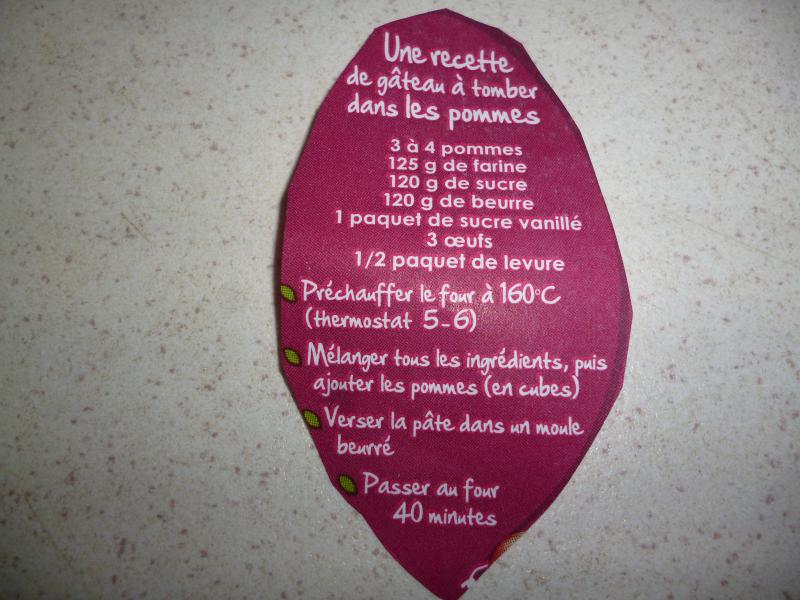 Une recette
de gâteau à tomber
dans les pommes
3 à 4 pommes
125 g de farine
120 g de sucre
120 g de beurre
1 paquet de sucre vanillé
3 œufs
1/2 paquet de levure
Préchauffer le four à 160°C
(thermostat 5-6)
Mélanger tous les ingrédients, puis
ajouter les pommes (en cubes)
Verser la pâte dans un moule
beurré
Passer au four
40 minutes